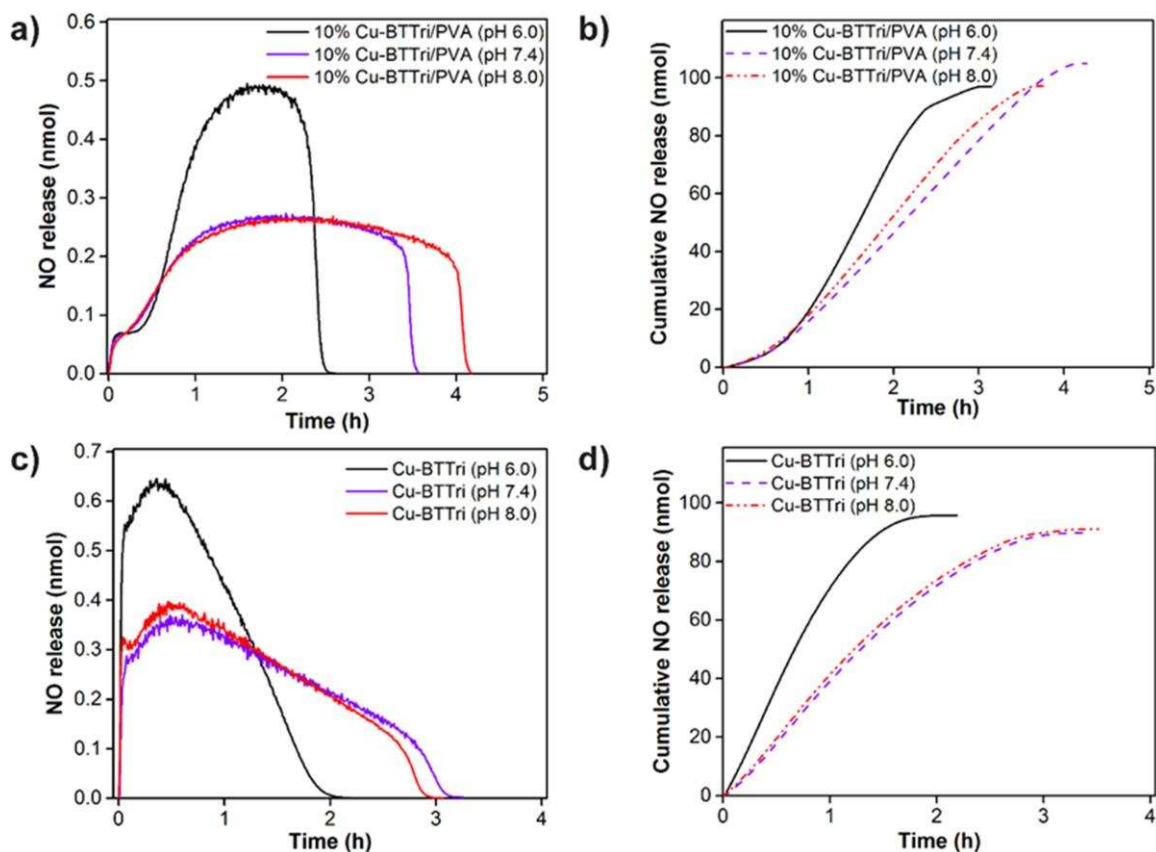 a)
10% Cu-BTTri/PVA (pH 6.0)
10% Cu-BTTri/PVA (pH 7.4)
10% Cu-BTTri/PVA (pH 8.0)
NO release (nmol)
0.6
0.5
0.4
0.3
0.2
0.1
0.0
0 1 2 3 4 5
Time (h)
b)
10% Cu-BTTri/PVA (pH 6.0)
10% Cu-BTTri/PVA (pH 7.4)
10% Cu-BTTri/PVA (pH 8.0)
Cumulative NO release (nmol)
100
80
60
40
20
0
0 1 2 3 4 5
Time (h)
c)
Cu-BTTri (pH 6.0)
Cu-BTTri (pH 7.4)
Cu-BTTri (pH 8.0)
NO release (nmol)
0.7
0.6
0.5
0.4
0.3
0.2
0.1
0.0
0 1 2 3 4
Time (h)
d)
Cu-BTTri (pH 6.0)
Cu-BTTri (pH 7.4)
Cu-BTTri (pH 8.0)
Cumulative NO release (nmol)
100
80
60
40
20
0
0 1 2 3 4
Time (h)